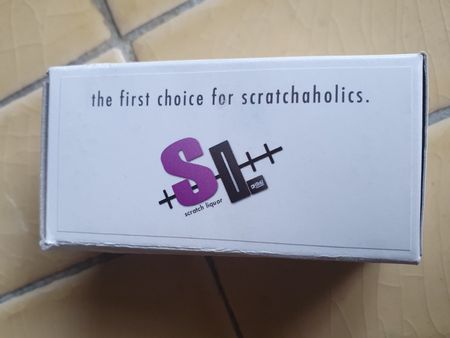 the first choice for scratchaholics.
SL
scratch liquor